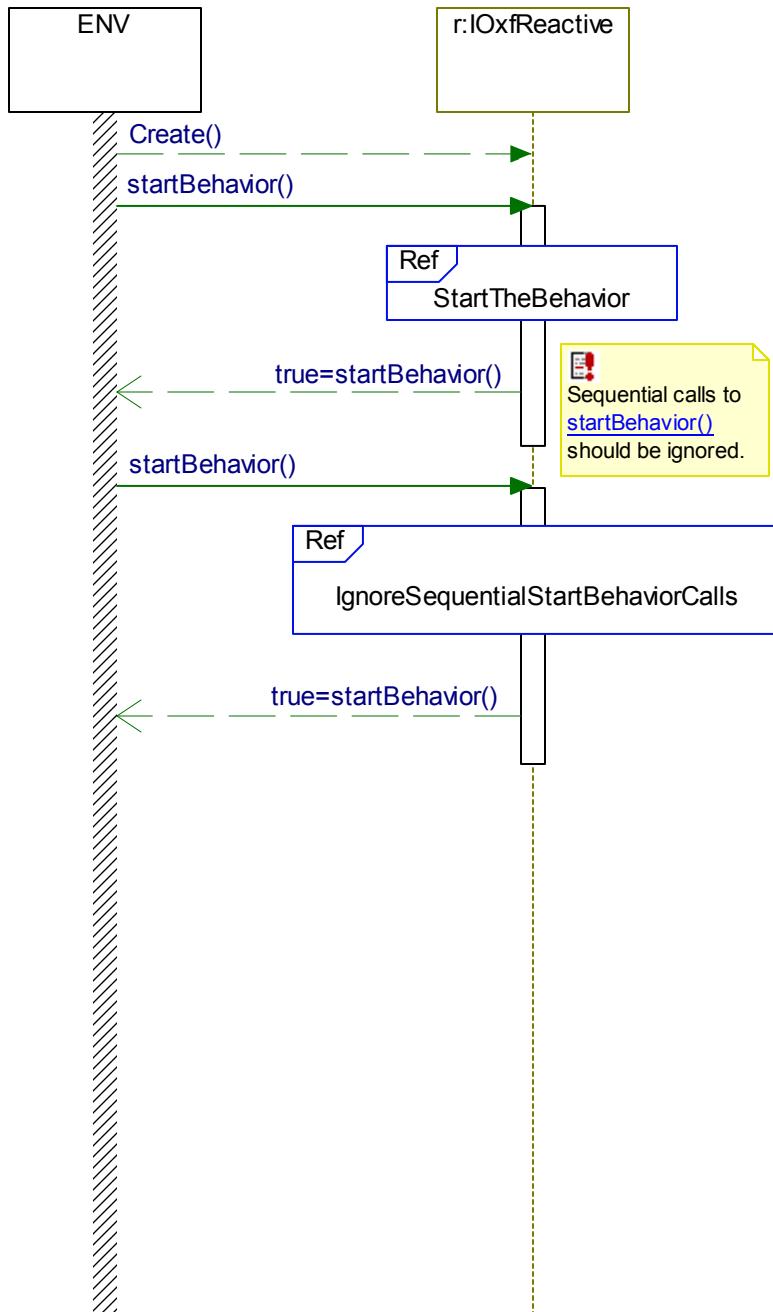 ENV
r:IOxfReactive
Create()
startBehavior()
Ref
StartTheBehavior
true=startBehavior()
Sequential calls to
startBehavior()
should be ignored.
startBehavior()
Ref
IgnoreSequentialStartBehaviorCalls
true=startBehavior()